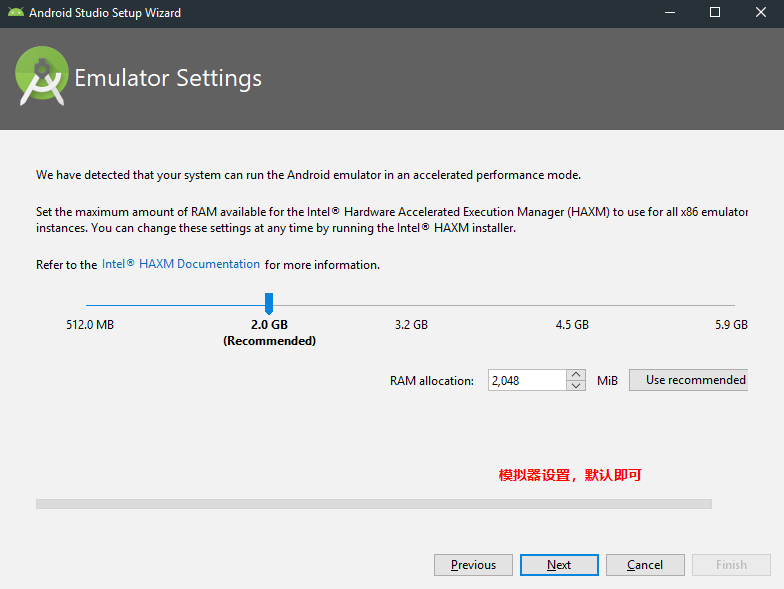 Android Studio Setup Wizard
Emulator Settings
We have detected that your system can run the Android emulator in an accelerated performance mode.
Set the maximum amount of RAM available for the Intel® Hardware Accelerated Execution Manager (HAXM) to use for all x86 emulator
instances. You can change these settings at any time by running the Intel® HAXM installer.
Refer to the Intel® HAXM Documentation for more information.
512.0 MB 2.0 GB 3.2 GB 4.5 GB 5.9 GB
(Recommended)
RAM allocation: 2,048 MiB Use recommended
模拟器设置，默认即可
Previous Next Cancel Finish